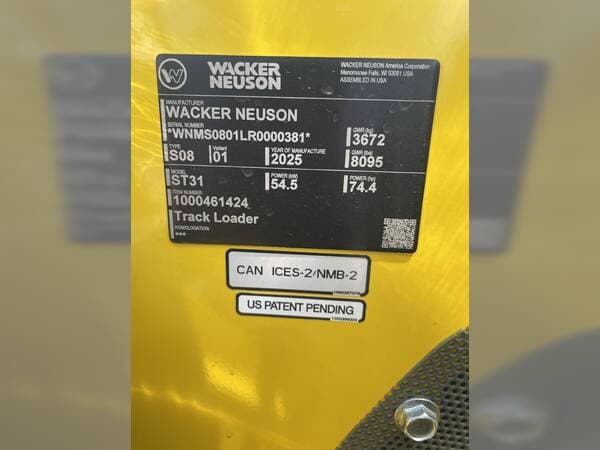 WACKER NEUSON
WACKER NEUSON America Corporation
Menomonee Falls, WI 53051 USA
ASSEMBLED IN USA
MANUFACTURER
WACKER NEUSON
SERIAL NUMBER
*WNMS0801LR0000381*
GWR (kg)
3672
TYPE
S08
Variant
01
YEAR OF MANUFACTURE
2025
GWR (lbs)
8095
MODEL
ST31
POWER (kW)
54.5
POWER (hp)
74.4
ITEM NUMBER
1000461424
Track Loader
HOMOLOGATION
***
CAN ICES-2/NMB-2
US PATENT PENDING